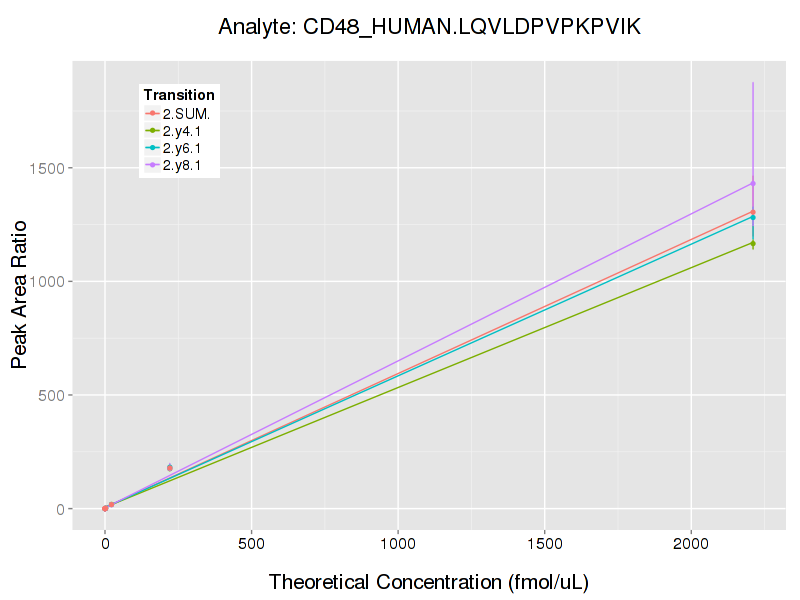 Analyte: CD48_HUMAN.LQVLDPVPKPVIK
Transition
2.SUM.
2.y4.1
2.y6.1
2.y8.1
1500
1000
500
0
Peak Area Ratio
0 500 1000 1500 2000
Theoretical Concentration (fmol/uL)